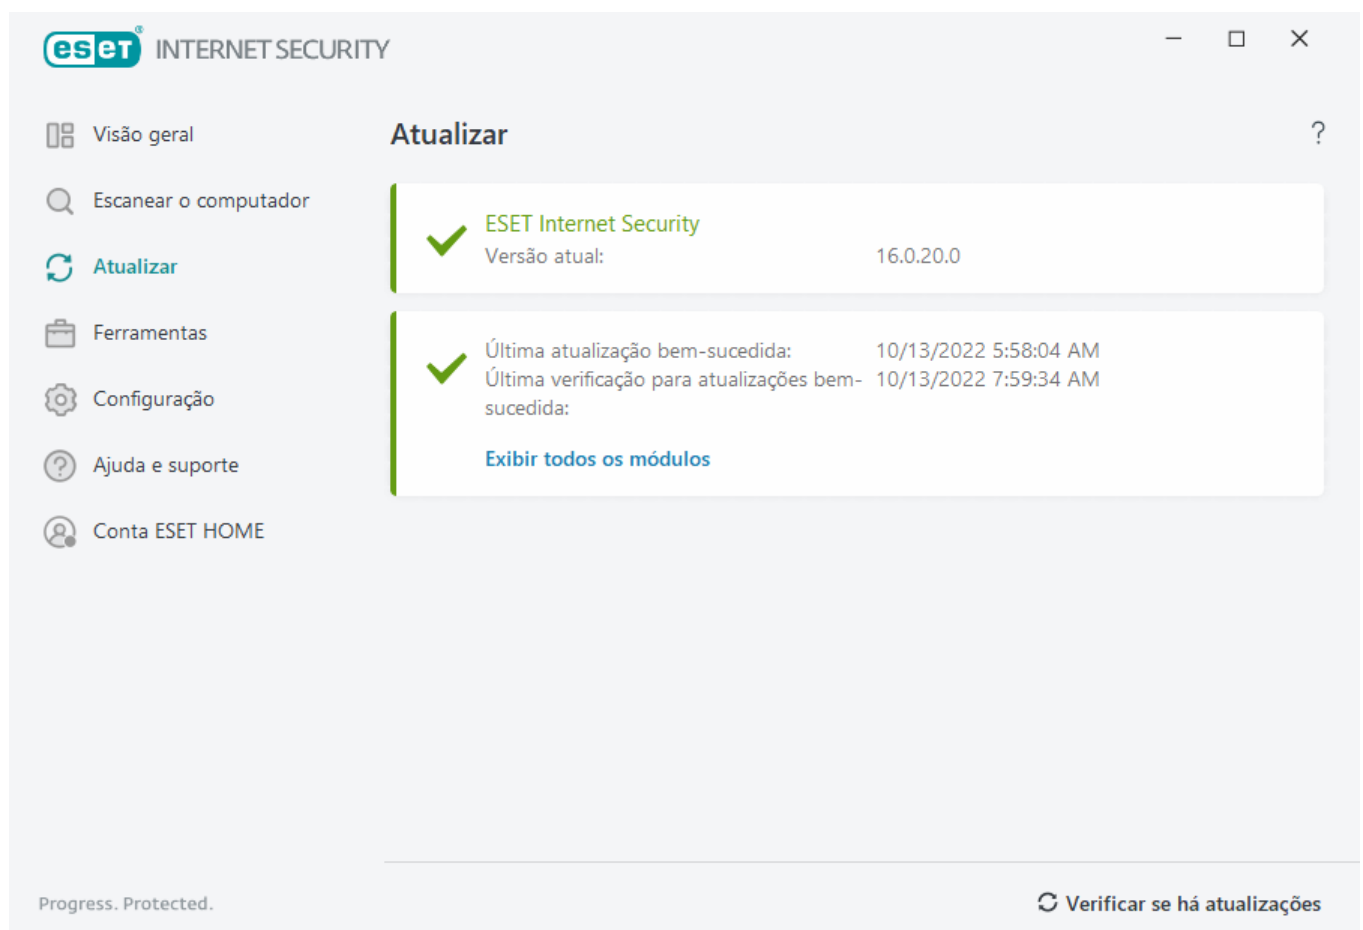 eset® INTERNET SECURITY
Visão geral
Escanear o computador
Atualizar
Ferramentas
Configuração
Ajuda e suporte
Conta ESET HOME
Atualizar
?
ESET Internet Security
Versão atual: 16.0.20.0
Última atualização bem-sucedida: 10/13/2022 5:58:04 AM
Última verificação para atualizações bem- 10/13/2022 7:59:34 AM
sucedida:
Exibir todos os módulos
Progress. Protected.
Verificar se há atualizações